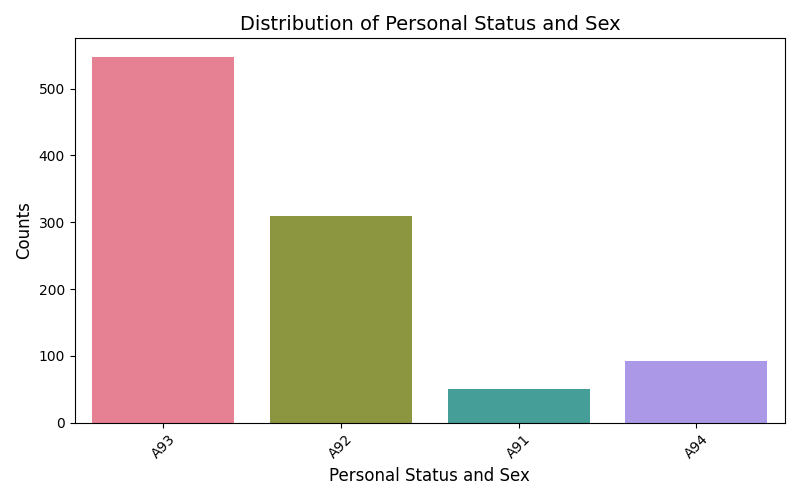 Distribution of Personal Status and Sex
Counts
500
400
300
200
100
0
A93
A92
A91
A94
Personal Status and Sex